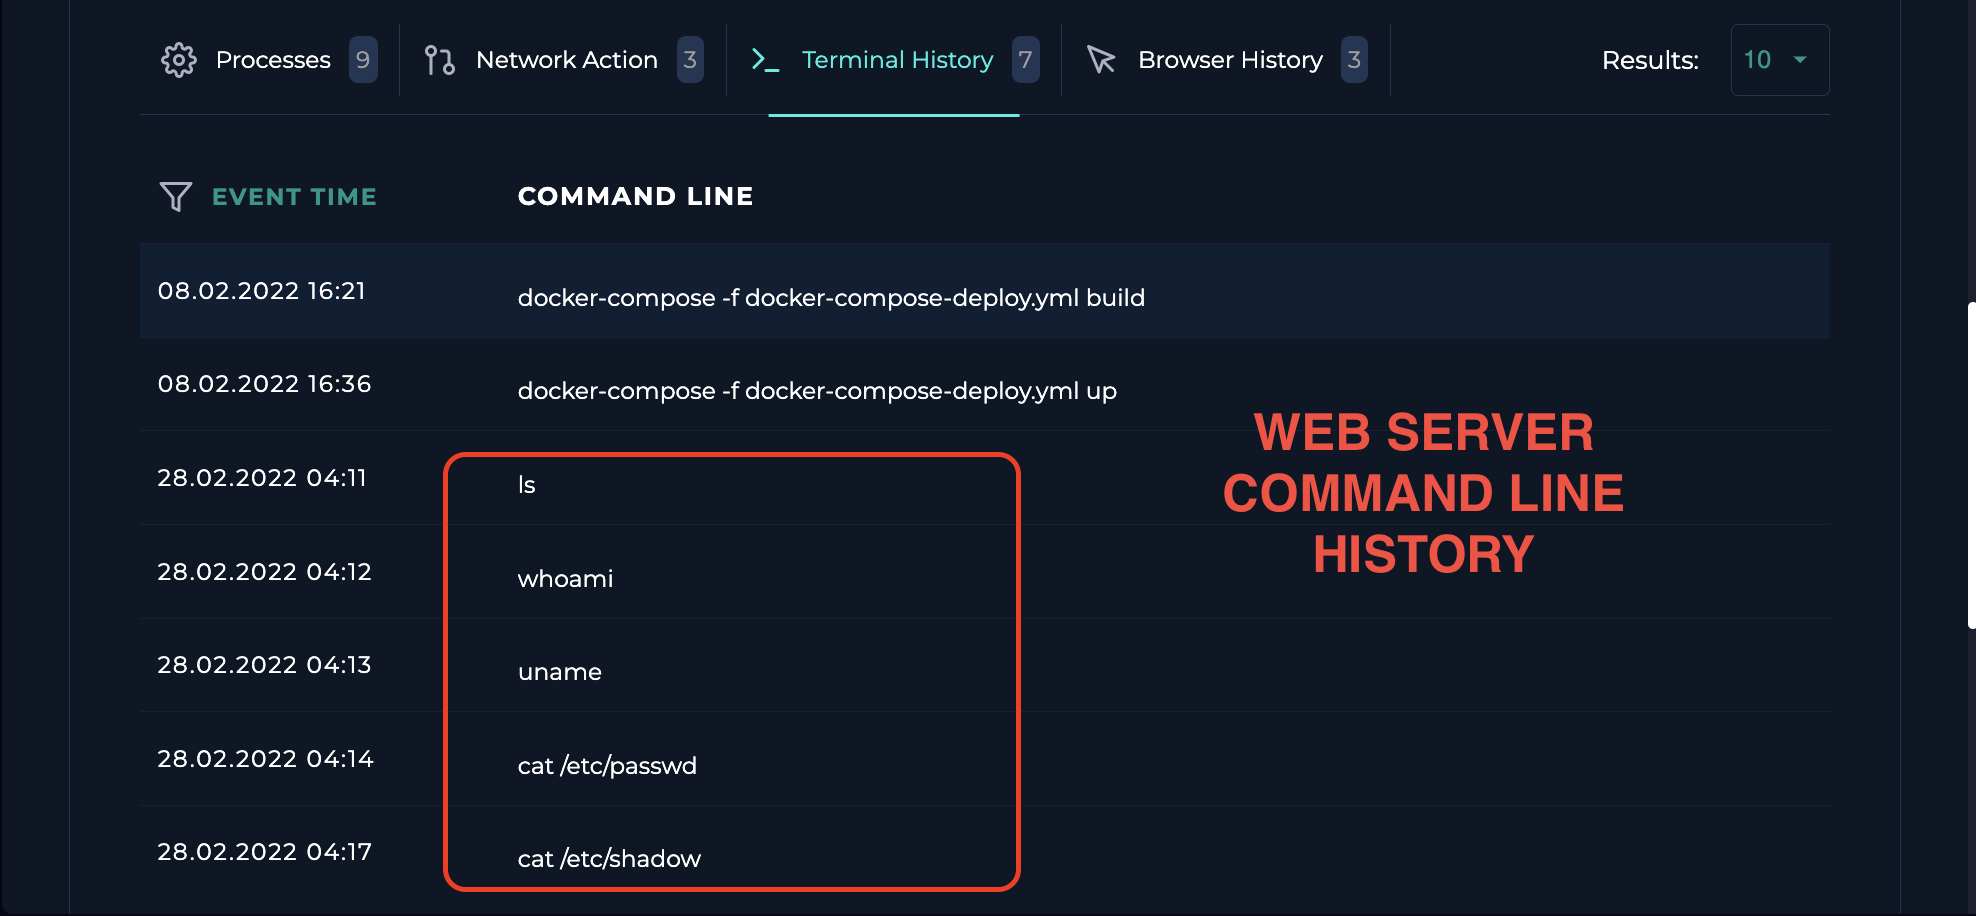 Processes 9 Network Action 3 Terminal History 7 Browser History 3 Results: 10
EVENT TIME COMMAND LINE
08.02.2022 16:21 docker-compose -f docker-compose-deploy.yml build
08.02.2022 16:36 docker-compose -f docker-compose-deploy.yml up
28.02.2022 04:11 ls
28.02.2022 04:12 whoami
28.02.2022 04:13 uname
28.02.2022 04:14 cat /etc/passwd
28.02.2022 04:17 cat /etc/shadow
WEB SERVER
COMMAND LINE
HISTORY